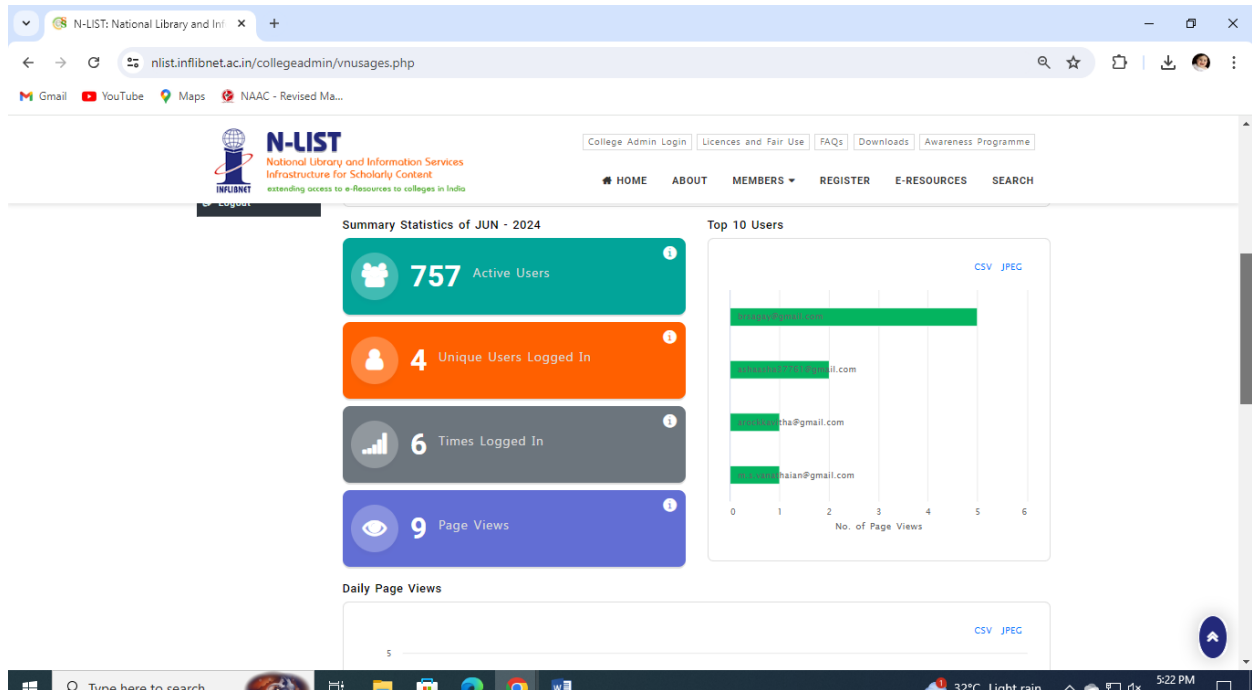 N-LIST: National Library and Inf
nlist.inflibnet.ac.in/collegeadmin/vnusages.php
Gmail YouTube Maps NAAC - Revised Ma...
INFLIBNET
N-LIST
National Library and Information Services
Infrastructure for Scholarly Content
extending access to e-Resources to colleges in India
College Admin Login Licences and Fair Use FAQs Downloads Awareness Programme
HOME ABOUT MEMBERS REGISTER E-RESOURCES SEARCH
Logout
Summary Statistics of JUN - 2024
757 Active Users
4 Unique Users Logged In
6 Times Logged In
9 Page Views
Top 10 Users
CSV JPEG
0 1 2 3 4 5 6
No. of Page Views
Daily Page Views
CSV JPEG
5
Type here to search
1
32°C Light rain
5:22 PM